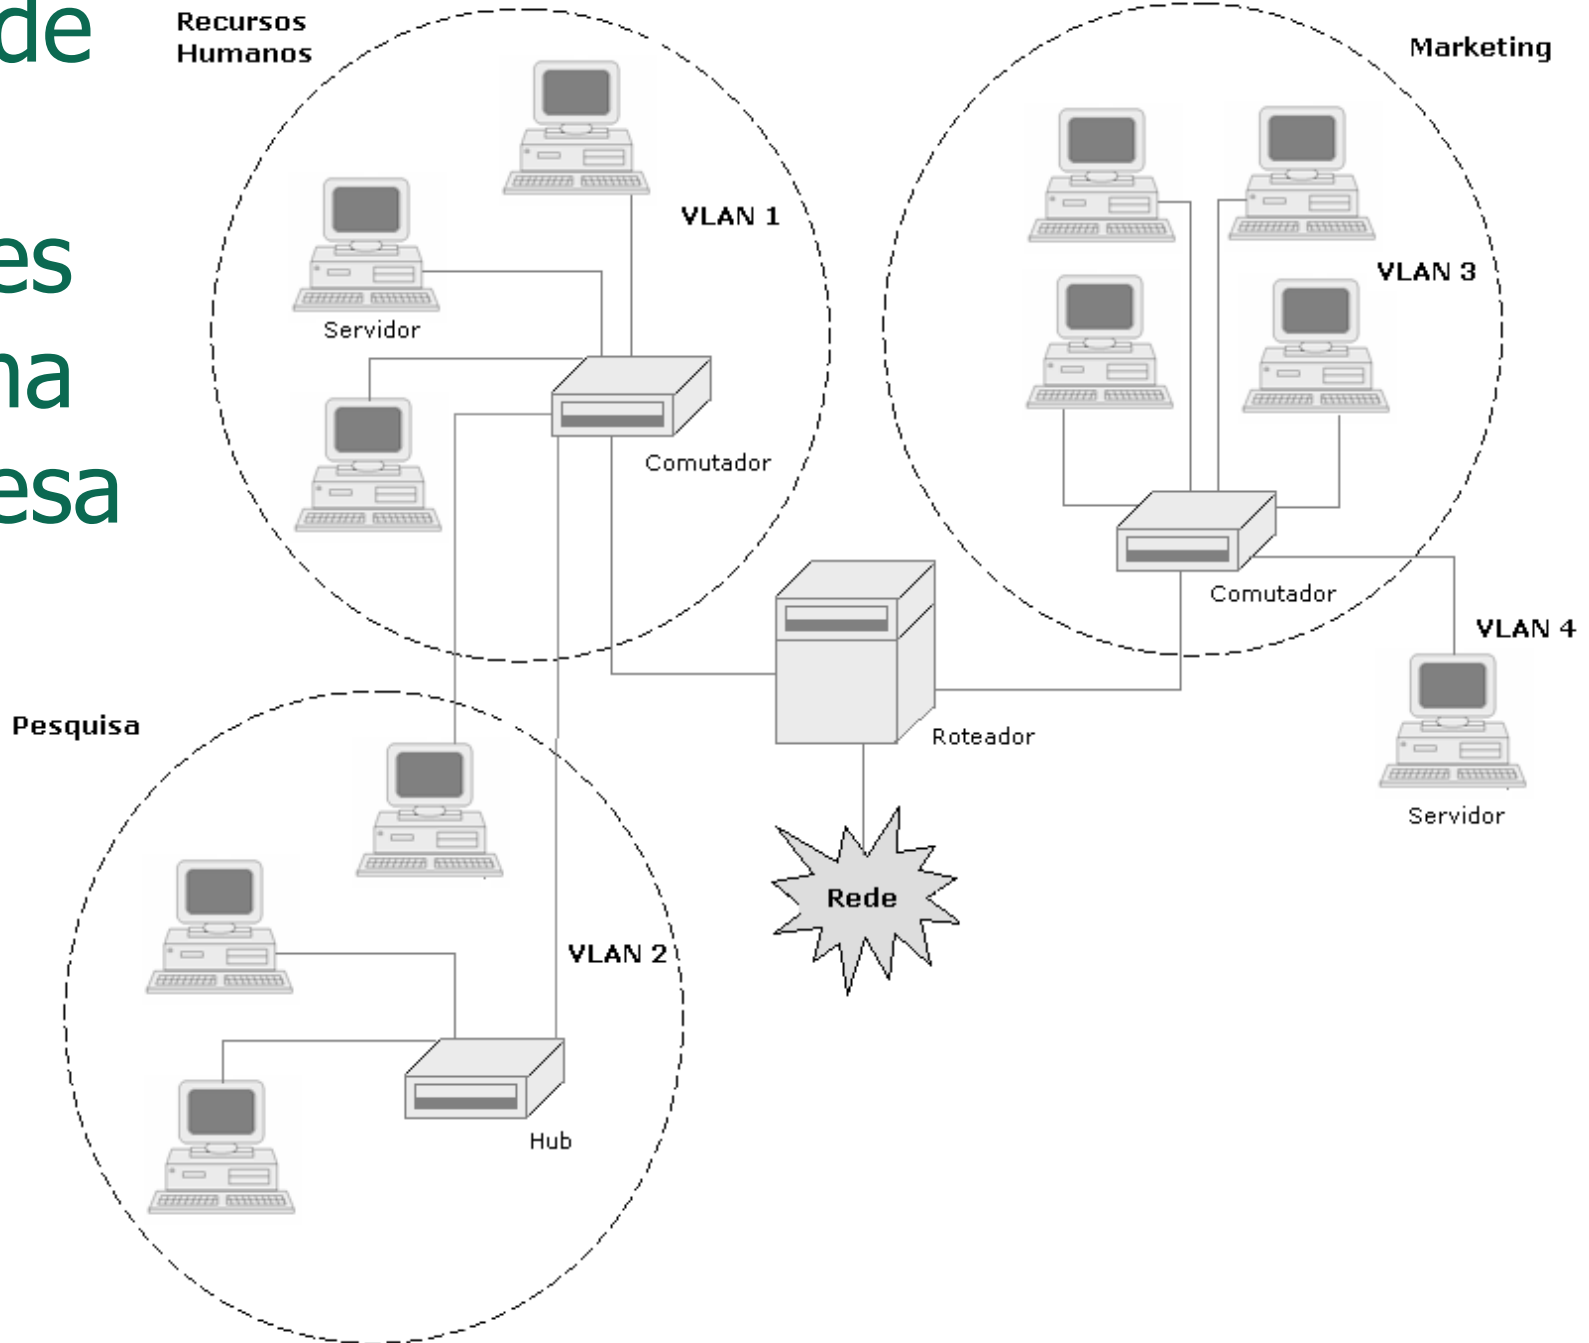 de
es
na
esa
Recursos
Humanos
Marketing
VLAN 1
VLAN 3
Servidor
Comutador
Comutador
VLAN 4
Pesquisa
Roteador
Servidor
Rede
VLAN 2
Hub